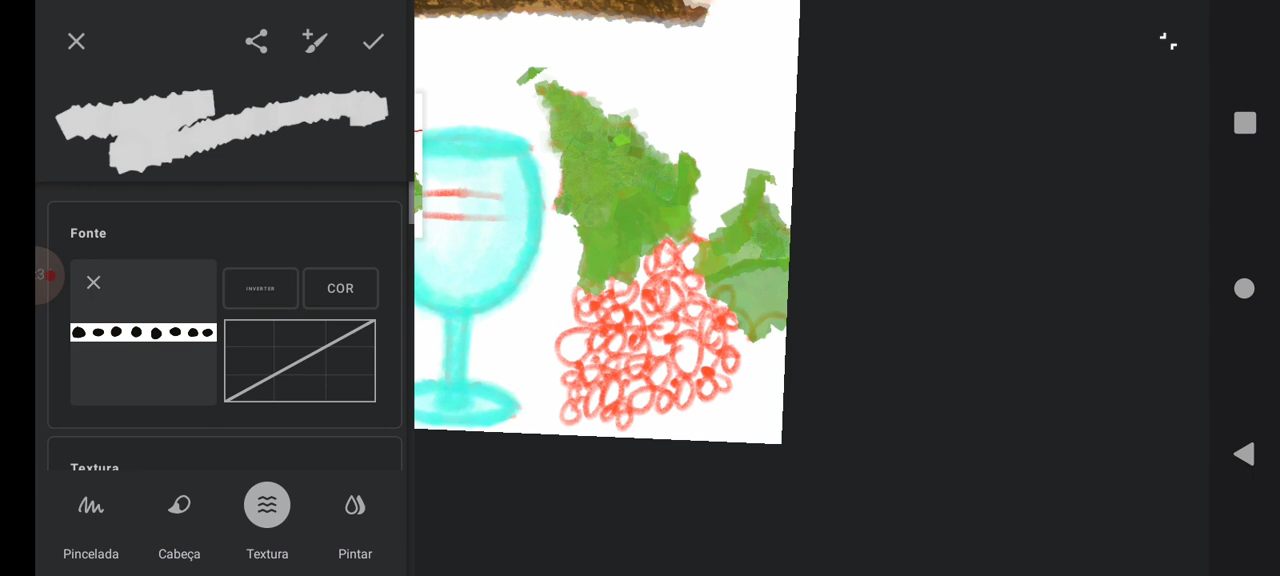 Fonte
INVERTER
COR
Textura
Pincelada
Cabeça
Textura
Pintar